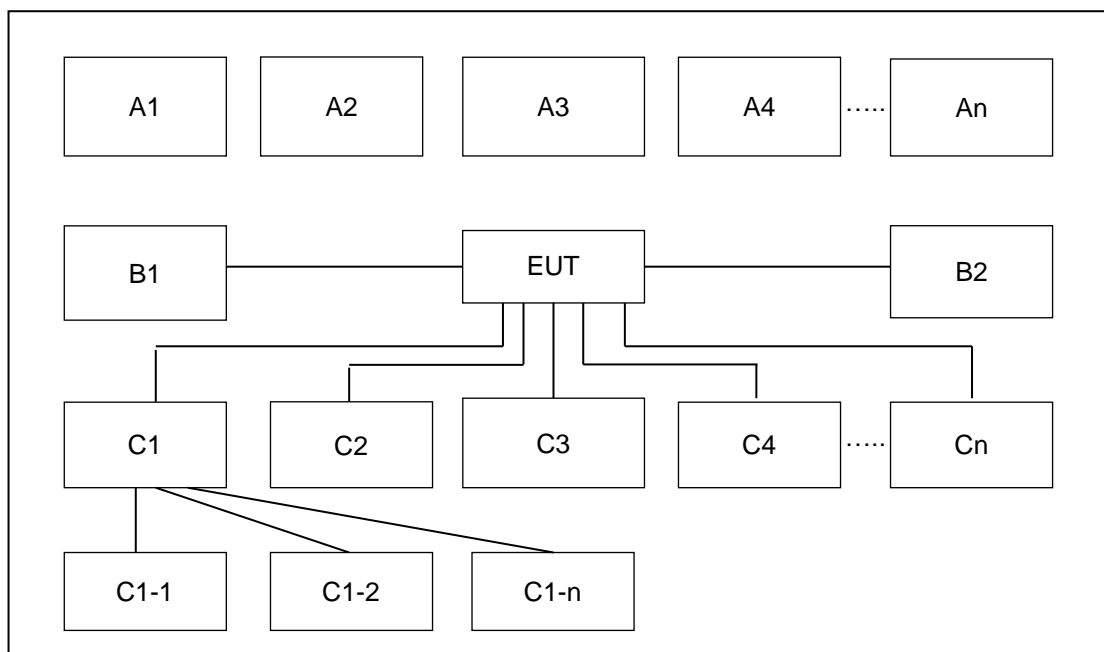 A1 A2 A3 A4 ..... An
B1 EUT B2
C1 C2 C3 C4 ..... Cn
C1-1 C1-2 C1-n